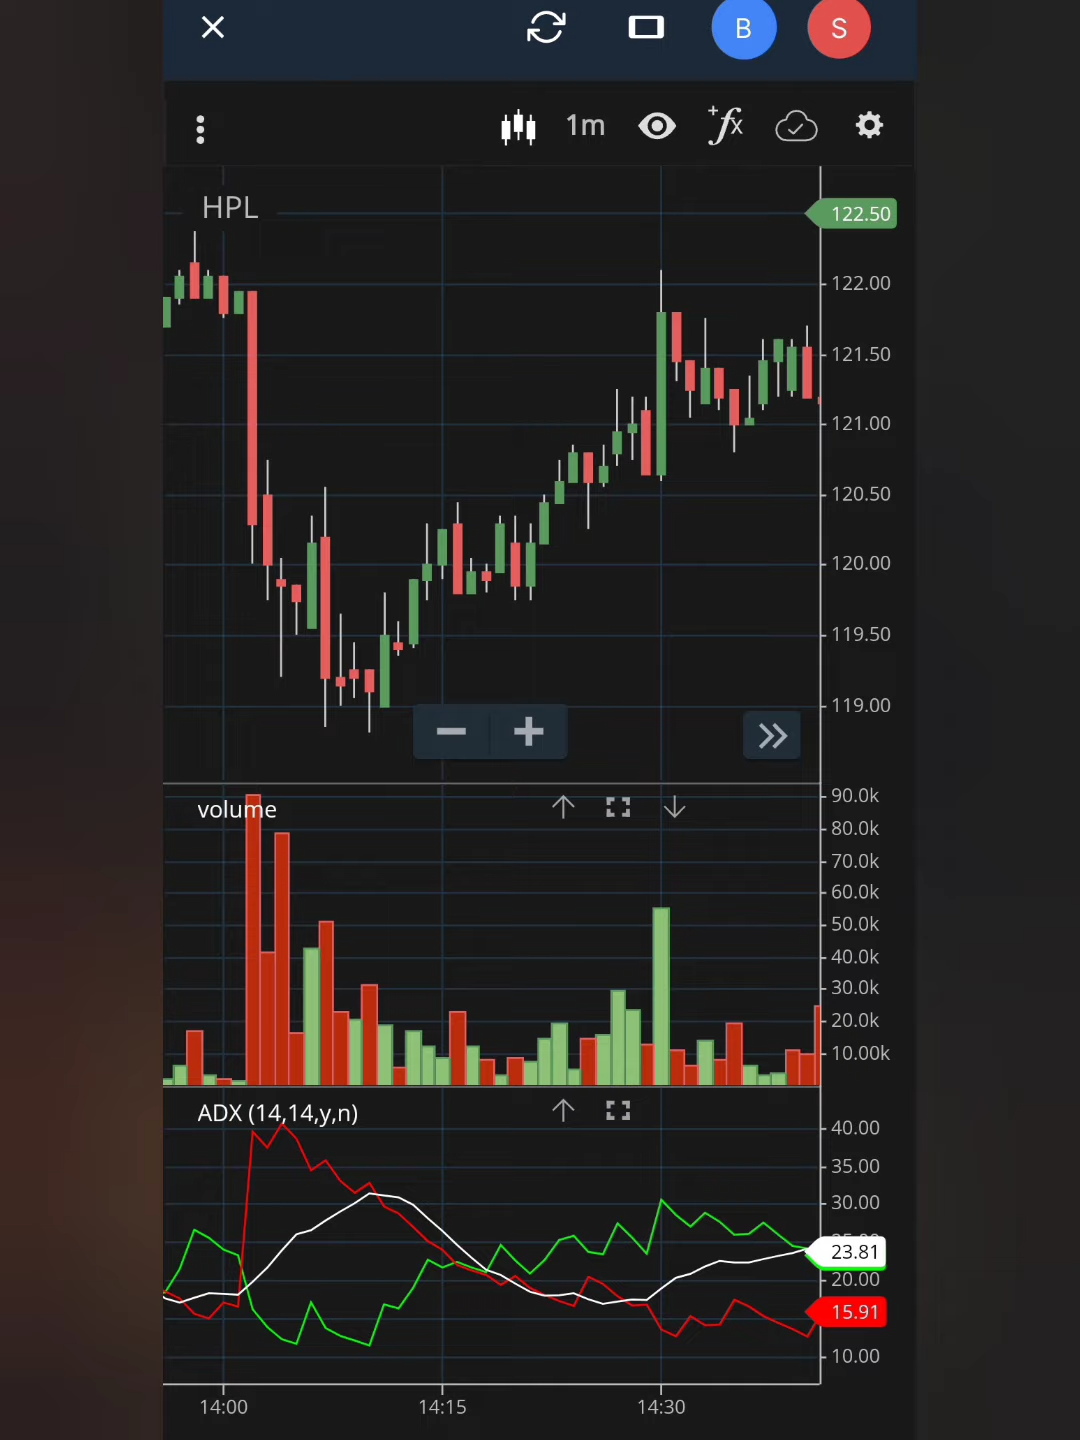 B
S
1m
+fx
HPL
122.50
122.00
121.50
121.00
120.50
120.00
119.50
119.00
volume
90.0k
80.0k
70.0k
60.0k
50.0k
40.0k
30.0k
20.0k
10.00k
ADX (14,14,y,n)
40.00
35.00
30.00
23.81
20.00
15.91
10.00
14:00 14:15 14:30